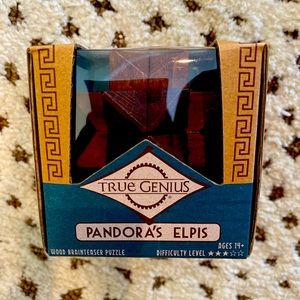 TRUE GENIUS®
PANDORA'S ELPIS
AGES 14+
WOOD BRAINTEASER PUZZLE
DIFFICULTY LEVEL ★★★☆☆